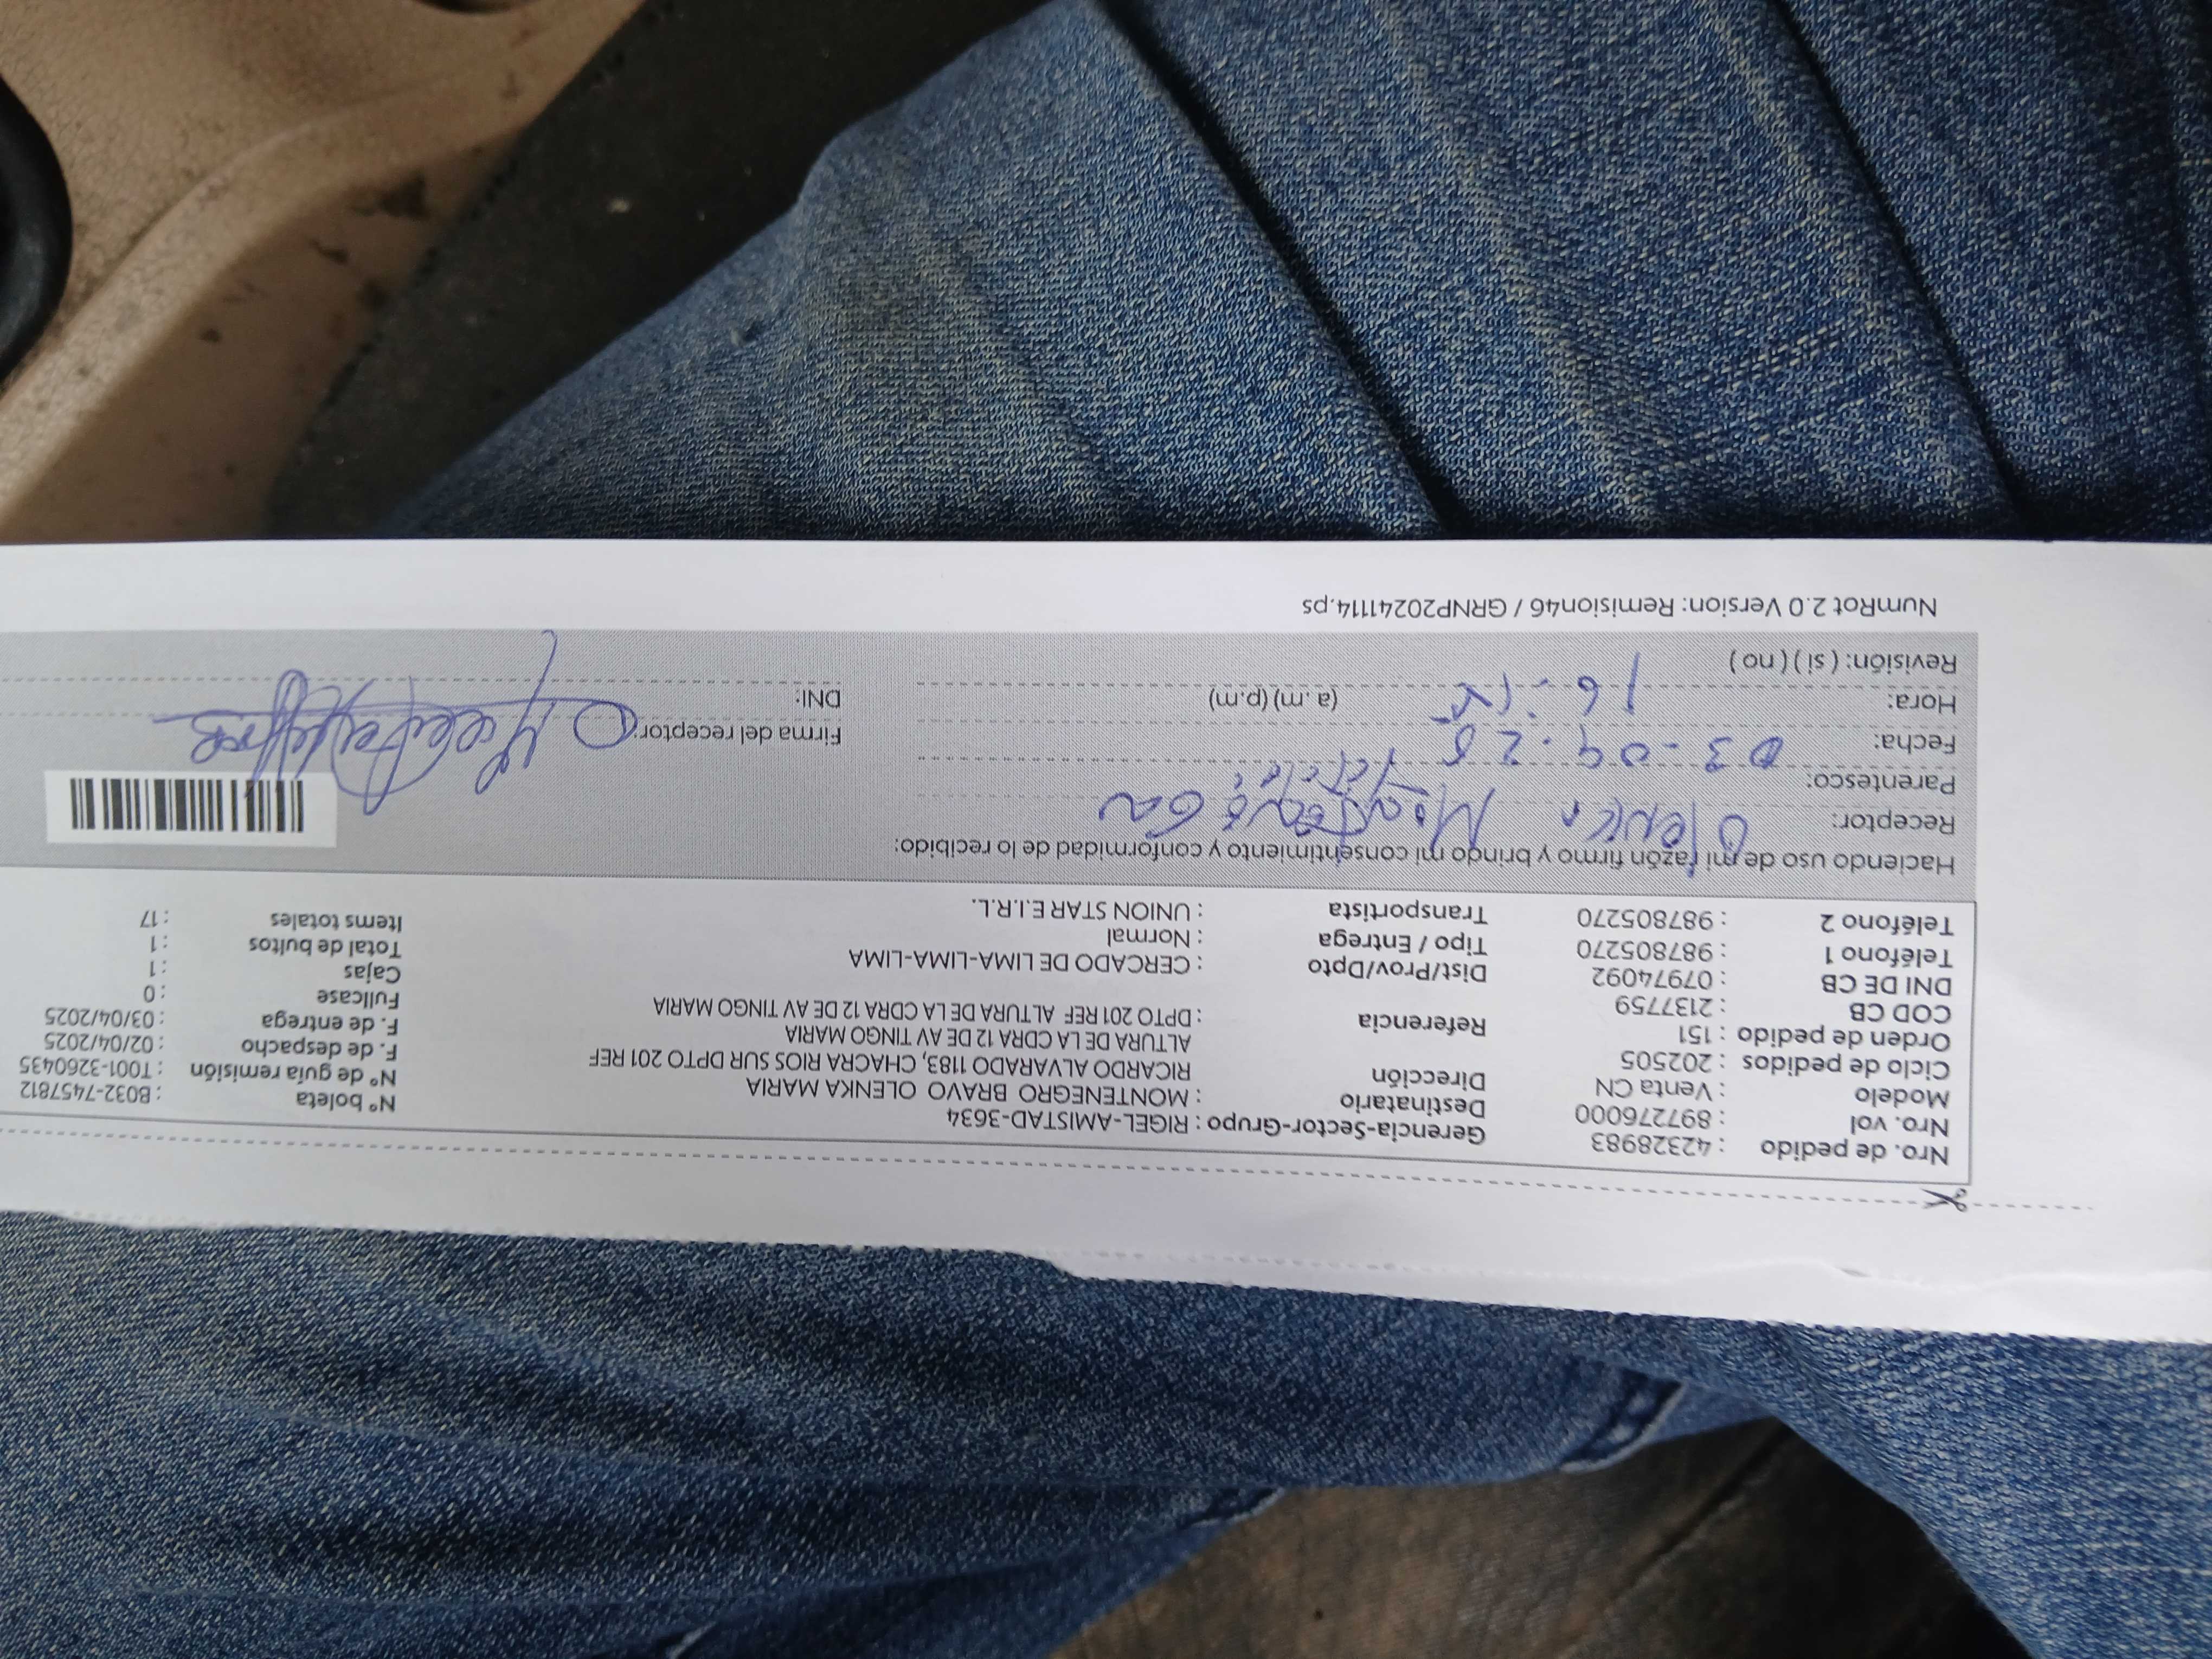 Nro. de pedido : 42328983
Nro. vol : 897276000
Modelo : Venta CN
Ciclo de pedidos : 202505
Orden de pedido : 151
COD CB : 2137759
DNI DE CB : 07974092
Teléfono 1 : 987805270
Teléfono 2 : 987805270
Gerencia-Sector-Grupo : RIGEL-AMISTAD-3634
Destinatario : MONTENEGRO BRAVO OLENKA MARIA
Dirección RICARDO ALVARADO 1183, CHACRA RIOS SUR DPTO 201 REF
ALTURA DE LA CDRA 12 DE AV TINGO MARIA
Referencia : DPTO 201 REF ALTURA DE LA CDRA 12 DE AV TINGO MARIA
Dist/Prov/Dpto : CERCADO DE LIMA-LIMA-LIMA
Tipo / Entrega : Normal
Transportista : UNION STAR E.I.R.L.
Nº boleta : B032-7457812
Nº de guía remisión : T001-3260435
F. de despacho : 02/04/2025
F. de entrega : 03/04/2025
Fullcase : 0
Cajas : 1
Total de bultos : 1
Items totales : 17
Haciendo uso de mi razón firmo y brindo mi consentimiento y conformidad de lo recibido:
Receptor: Olenka
Parentesco:
Fecha: 03-04-25
Hora: (a. m) (p.m)
Revisión: ( si ) ( no )
Firma del receptor:
DNI:
NumRot 2.0 Version: Remision46 / GRNP20241114.ps